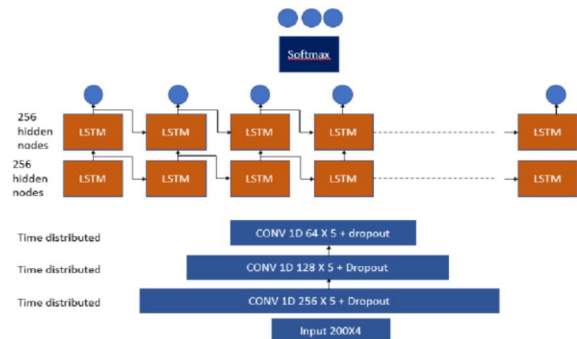 Softmax
256
hidden
nodes
LSTM LSTM LSTM LSTM LSTM
256
hidden
nodes
LSTM LSTM LSTM LSTM LSTM
Time distributed CONV 1D 64 X 5 + dropout
Time distributed CONV 1D 128 X 5 + Dropout
Time distributed CONV 1D 256 X 5 + Dropout
Input 200X4